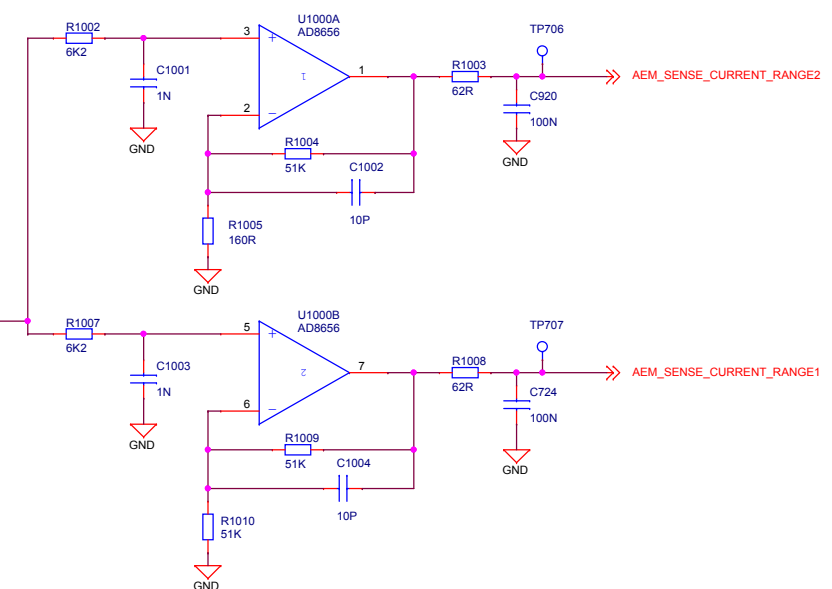 U1000A
AD8656
R1002
6K2
C1001
1N
GND
3
+
1
2
−
1
R1003
62R
TP706
C920
100N
GND
AEM_SENSE_CURRENT_RANGE2
R1004
51K
C1002
10P
R1005
160R
GND
U1000B
AD8656
R1007
6K2
C1003
1N
GND
5
+
2
6
−
7
R1008
62R
TP707
C724
100N
GND
AEM_SENSE_CURRENT_RANGE1
R1009
51K
C1004
10P
R1010
51K
GND